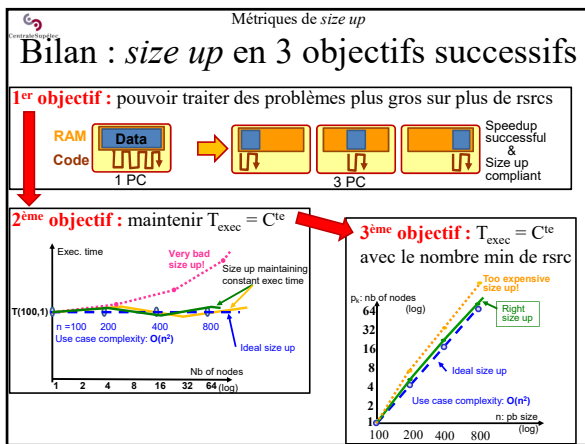 CentraleSupélec
Métriques de size up
Bilan : size up en 3 objectifs successifs
1er objectif : pouvoir traiter des problèmes plus gros sur plus de rsrcs
RAM
Data
Code
1 PC
3 PC
Speedup
successful
&
Size up
compliant
2ème objectif : maintenir Texec = Cte
Exec. time
Very bad
size up!
Size up maintaining
constant exec time
T(100,1)
n =100 200 400 800
Use case complexity: O(n²)
Ideal size up
Nb of nodes
1 2 4 8 16 32 64 (log)
3ème objectif : Texec = Cte
avec le nombre min de rsrc
Too expensive
size up!
pk: nb of nodes
(log)
64
32
16
8
4
2
1
Right
size up
Ideal size up
Use case complexity: O(n²)
100 200 400 800
n: pb size
(log)